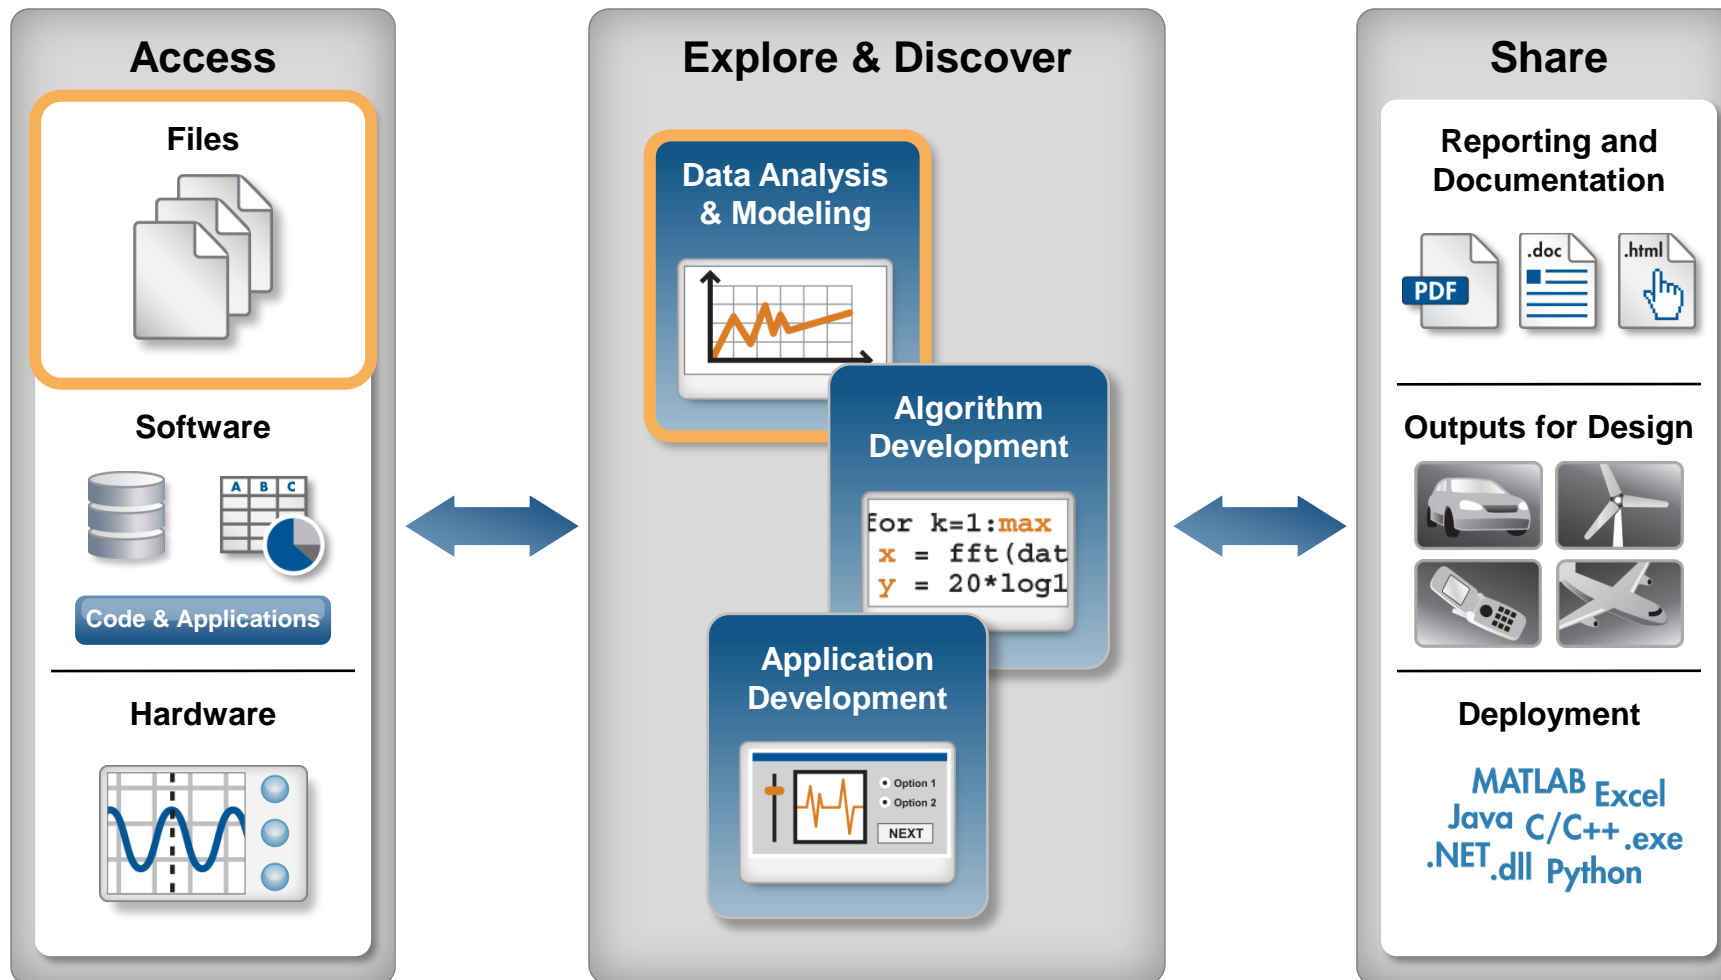 Access
Files
Software
A B C
Code & Applications
Hardware
Explore & Discover
Data Analysis
& Modeling
Algorithm
Development
for k=1:max
x = fft(dat
y = 20*log1
Application
Development
Option 1
Option 2
NEXT
Share
Reporting and
Documentation
PDF
.doc
.html
Outputs for Design
Deployment
MATLAB Excel
Java C/C++ .exe
.NET .dll Python